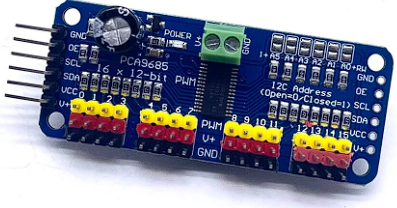 GND
OE
SCL
SDA
VCC
V+
POWER
PCA9685
16 x 12-bit
PWM
0 1 2 3
4 5 6 7
8 9 10 11
12 13 14 15
PWM
V+
GND
A5 A4 A3 A2 A1 A0
I2C Address
(Open=0/Closed=1)
GND
OE
SCL
SDA
VCC
V+